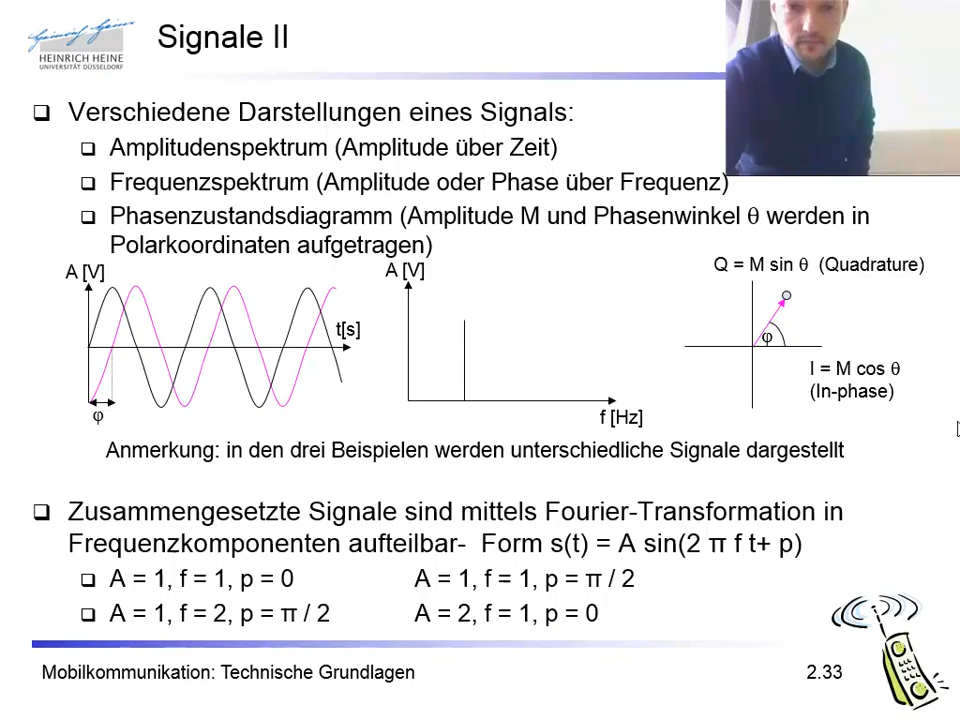 Heinrich Heine
HEINRICH HEINE
UNIVERSITÄT DÜSSELDORF
Signale II
Verschiedene Darstellungen eines Signals:
Amplitudenspektrum (Amplitude über Zeit)
Frequenzspektrum (Amplitude oder Phase über Frequenz)
Phasenzustandsdiagramm (Amplitude M und Phasenwinkel θ werden in
Polarkoordinaten aufgetragen)
A [V]
t[s]
φ
A [V]
f [Hz]
Q = M sin θ (Quadrature)
φ
I = M cos θ
(In-phase)
Anmerkung: in den drei Beispielen werden unterschiedliche Signale dargestellt
Zusammengesetzte Signale sind mittels Fourier-Transformation in
Frequenzkomponenten aufteilbar- Form s(t) = A sin(2 π f t+ p)
A = 1, f = 1, p = 0 A = 1, f = 1, p = π / 2
A = 1, f = 2, p = π / 2 A = 2, f = 1, p = 0
Mobilkommunikation: Technische Grundlagen 2.33